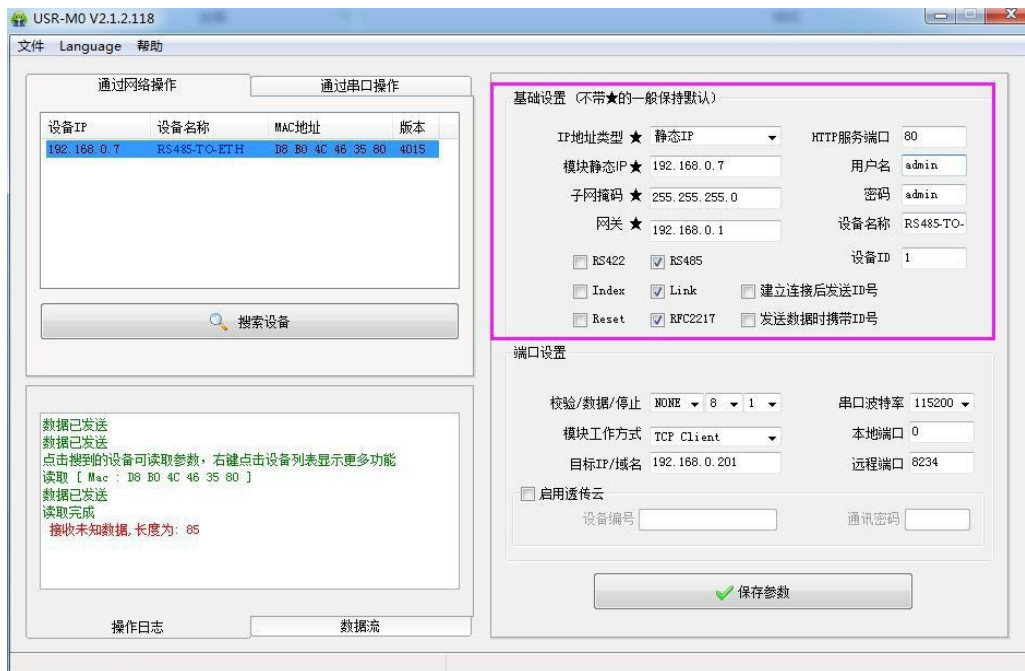 USR-M0 V2.1.2.118
文件 Language 帮助
通过网络操作 通过串口操作
设备IP 设备名称 MAC地址 版本
192.168.0.7 RS485-TO-ETH D8 B0 4C 46 35 80 4015
搜索设备
数据已发送
数据已发送
点击搜到的设备可读取参数，右键点击设备列表显示更多功能
读取 [ Mac : D8 B0 4C 46 35 80 ]
数据已发送
读取完成
接收未知数据,长度为: 85
操作日志 数据流
基础设置（不带★的一般保持默认）
IP地址类型 ★ 静态IP HTTP服务端口 80
模块静态IP★ 192.168.0.7 用户名 admin
子网掩码 ★ 255.255.255.0 密码 admin
网关 ★ 192.168.0.1 设备名称 RS485-TO-
RS422 RS485 设备ID 1
Index Link 建立连接后发送ID号
Reset RFC2217 发送数据时携带ID号
端口设置
校验/数据/停止 NONE 8 1 串口波特率 115200
模块工作方式 TCP Client 本地端口 0
目标IP/域名 192.168.0.201 远程端口 8234
启用透传云
设备编号 通讯密码
保存参数